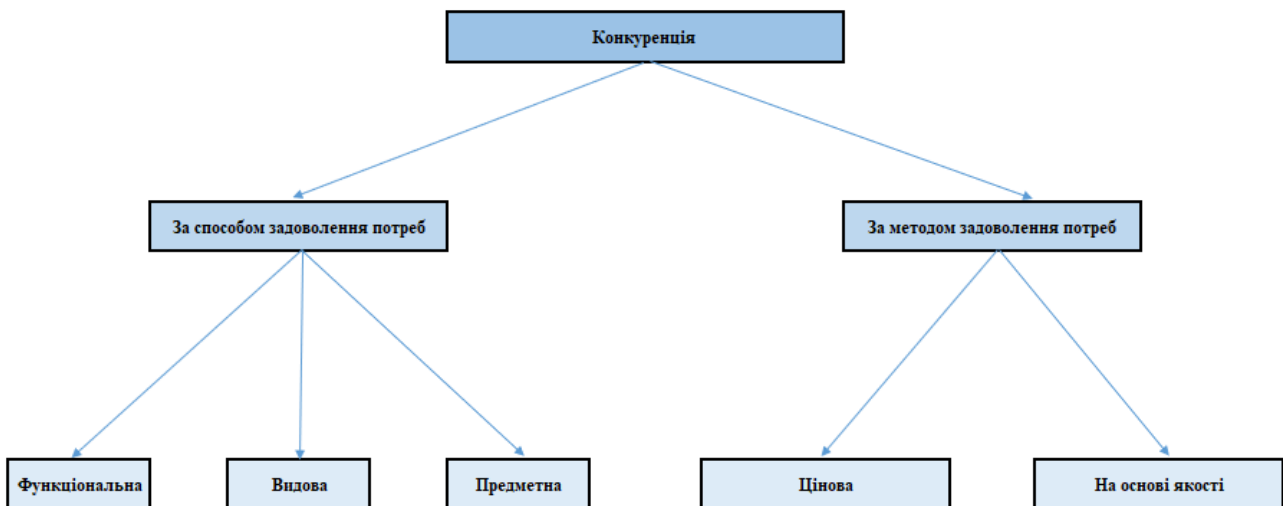 Конкуренція
За способом задоволення потреб
За методом задоволення потреб
Функціональна
Видова
Предметна
Цінова
На основі якості